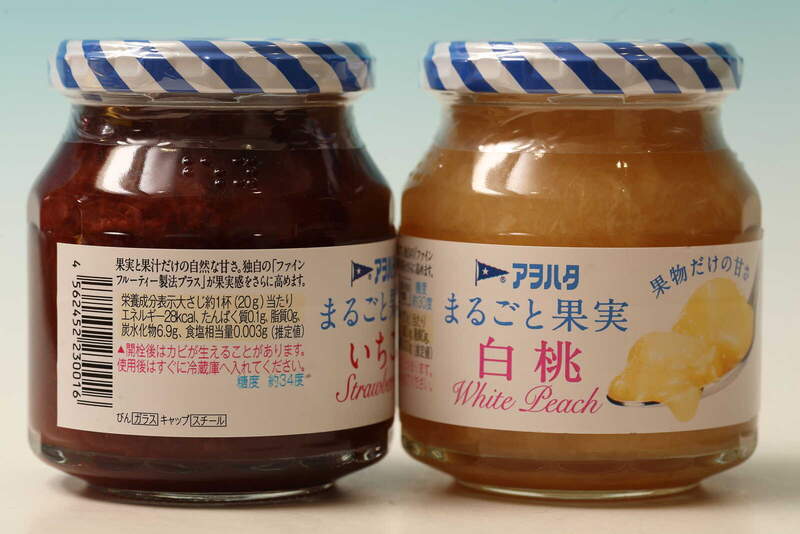 果実と果汁だけの自然な甘さ。独自の「ファイン
フルーティー製法プラス」が果実感をさらに高めます。
栄養成分表示大さじ約1杯(20g)当たり
エネルギー28kcal、たんぱく質0.1g、脂質0g、
炭水化物6.9g、食塩相当量0.003g(推定値)
▲開栓後はカビが生えることがあります。
使用後はすぐに冷蔵庫へ入れてください。
糖度 約34度
びん ガラス キャップ スチール
4562452230016
アヲハタ
まるごと果
いちご
Strawberr
アヲハタ
まるごと果実
白桃
White Peach
果物だけの甘さ